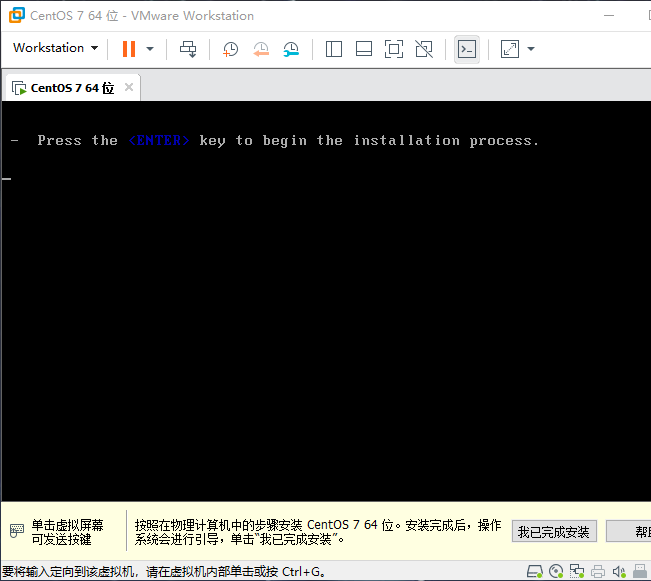 CentOS 7 64 位 - VMware Workstation
Workstation
CentOS 7 64 位
- Press the <ENTER> key to begin the installation process.
单击虚拟屏幕
可发送按键
按照在物理计算机中的步骤安装 CentOS 7 64 位。安装完成后，操作
系统会进行引导，单击“我已完成安装”。
我已完成安装
帮
要将输入定向到该虚拟机，请在虚拟机内部单击或按 Ctrl+G。